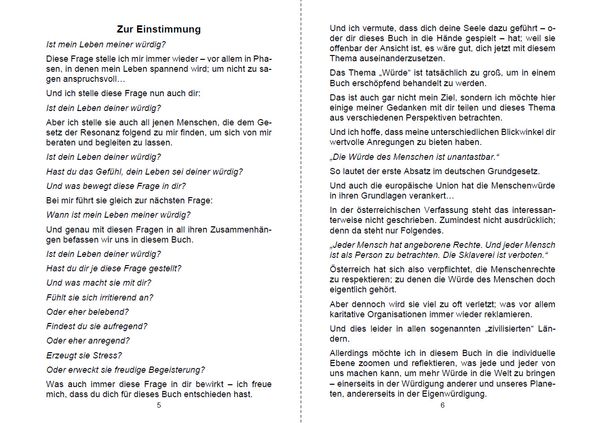 Zur Einstimmung
Ist mein Leben meiner würdig?
Diese Frage stelle ich mir immer wieder – vor allem in Pha-
sen, in denen mein Leben spannend wird; um nicht zu sa-
gen anspruchsvoll…
Und ich stelle diese Frage nun auch dir:
Ist dein Leben deiner würdig?
Aber ich stelle sie auch all jenen Menschen, die dem Ge-
setz der Resonanz folgend zu mir finden, um sich von mir
beraten und begleiten zu lassen.
Ist dein Leben deiner würdig?
Hast du das Gefühl, dein Leben sei deiner würdig?
Und was bewegt diese Frage in dir?
Bei mir führt sie gleich zur nächsten Frage:
Wann ist mein Leben meiner würdig?
Und genau mit diesen Fragen in all ihren Zusammenhän-
gen befassen wir uns in diesem Buch.
Ist dein Leben deiner würdig?
Hast du dir je diese Frage gestellt?
Und was macht sie mit dir?
Fühlt sie sich irritierend an?
Oder eher belebend?
Findest du sie aufregend?
Oder eher anregend?
Erzeugt sie Stress?
Oder erweckt sie freudige Begeisterung?
Was auch immer diese Frage in dir bewirkt – ich freue
mich, dass du dich für dieses Buch entschieden hast.
5
Und ich vermute, dass dich deine Seele dazu geführt – o-
der dieses Buch in die Hände gespielt – hat; weil sie
offenbar der Ansicht ist, es wäre gut, dich jetzt mit diesem
Thema auseinanderzusetzen.
Das Thema „Würde“ ist tatsächlich zu groß, um in einem
Buch erschöpfend behandelt zu werden.
Das ist auch gar nicht mein Ziel, sondern ich möchte hier
einige meiner Gedanken mit dir teilen und dieses Thema
aus verschiedenen Perspektiven betrachten.
Und ich hoffe, dass meine unterschiedlichen Blickwinkel dir
wertvolle Anregungen zu bieten haben.
„Die Würde des Menschen ist unantastbar.“
So lautet der erste Absatz im deutschen Grundgesetz.
Und auch die europäische Union hat die Menschenwürde
in ihren Grundlagen verankert…
In der österreichischen Verfassung steht das interessan-
terweise nicht geschrieben. Zumindest nicht ausdrücklich;
denn da steht nur Folgendes.
„Jeder Mensch hat angeborene Rechte. Und jeder Mensch
ist als Person zu betrachten. Die Sklaverei ist verboten.“
Österreich hat sich also verpflichtet, die Menschenrechte
zu respektieren; zu denen die Würde des Menschen doch
eigentlich gehört.
Aber dennoch wird sie viel zu oft verletzt; was vor allem
karitative Organisationen immer wieder reklamieren.
Und dies leider in allen sogenannten „zivilisierten“ Län-
dern.
Allerdings möchte ich in diesem Buch in die individuelle
Ebene zoomen und reflektieren, was jede und jeder von
uns machen kann, um mehr Würde in die Welt zu bringen
– einerseits in der Würdigung anderer und unseres Plane-
ten, andererseits in der Eigenwürdigung.
6